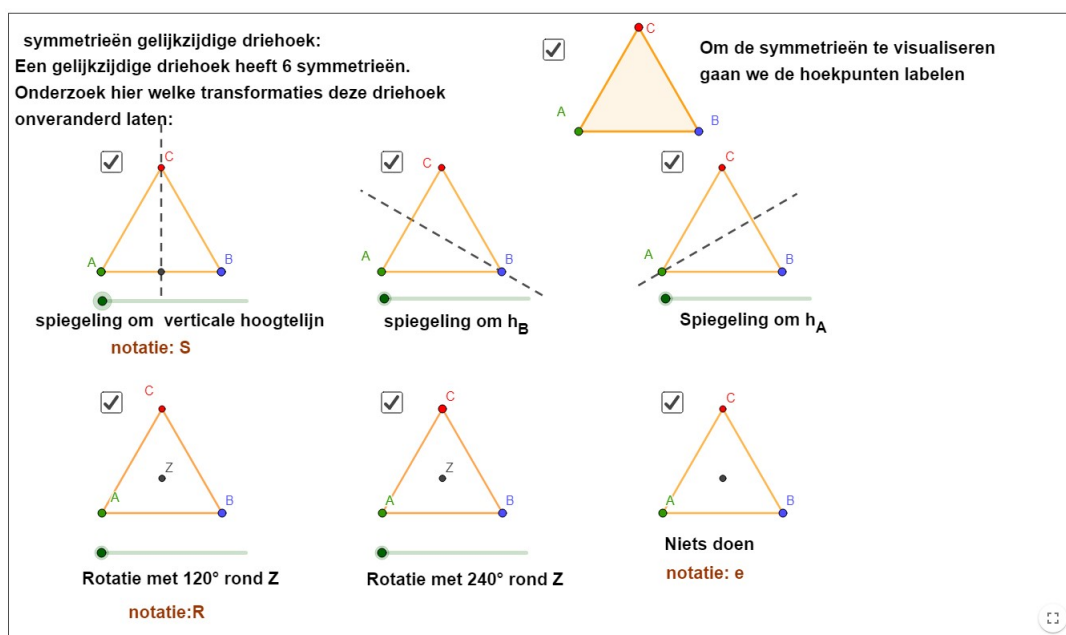 symmetrieën gelijkzijdige driehoek:
Een gelijkzijdige driehoek heeft 6 symmetrieën.
Onderzoek hier welke transformaties deze driehoek
onveranderd laten:
C
A
B
Om de symmetrieën te visualiseren
gaan we de hoekpunten labelen
C
A
B
spiegeling om verticale hoogtelijn
notatie: S
C
A
B
spiegeling om hB
C
A
B
Spiegeling om hA
C
Z
A
B
Rotatie met 120° rond Z
notatie:R
C
Z
A
B
Rotatie met 240° rond Z
C
A
B
Niets doen
notatie: e